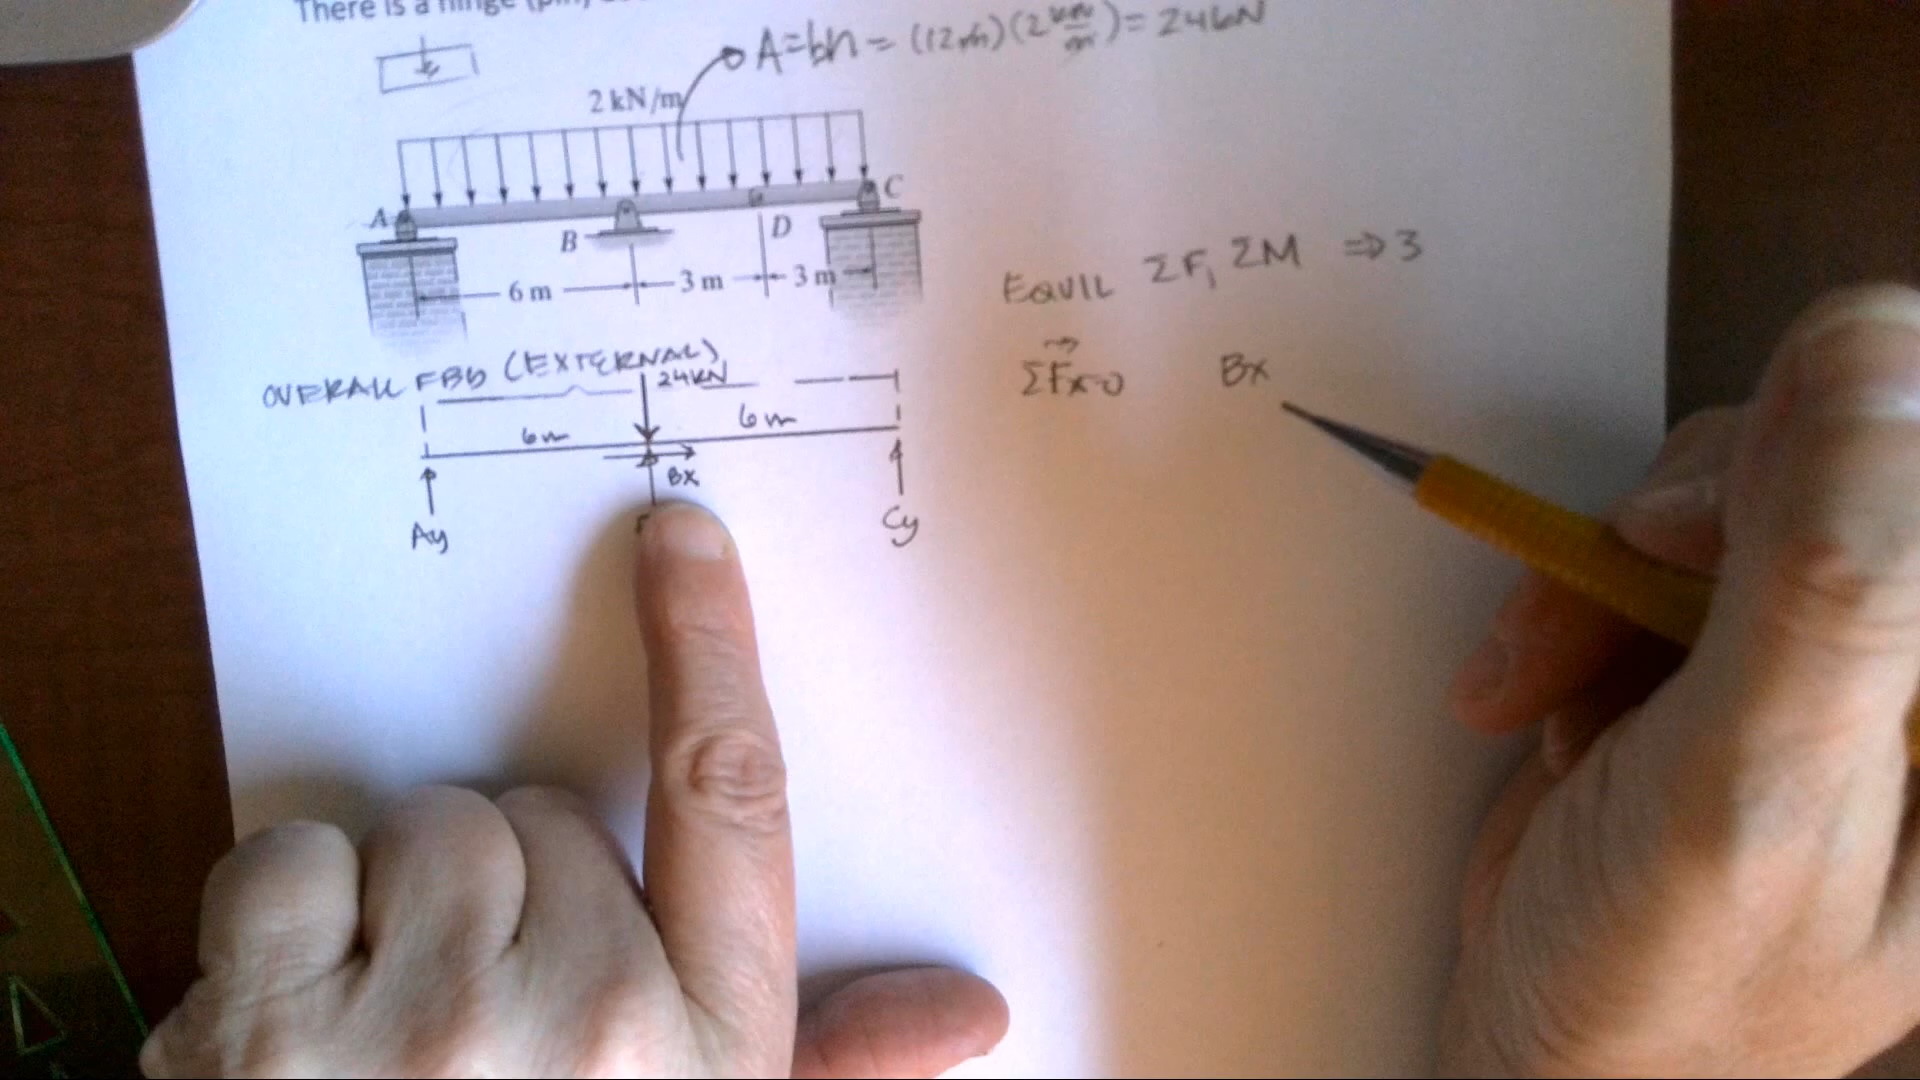 There is a hinge (pin)
A=bh = (12m)(2 kN/m) = 24kN
2 kN/m
A
B
D
C
6 m
3 m
3 m
EQUIL ΣF, ΣM ⇒ 3
OVERALL FBD (EXTERNAL)
24KN
ΣFx=0
Bx
6m
6m
Bx
Ay
Cy